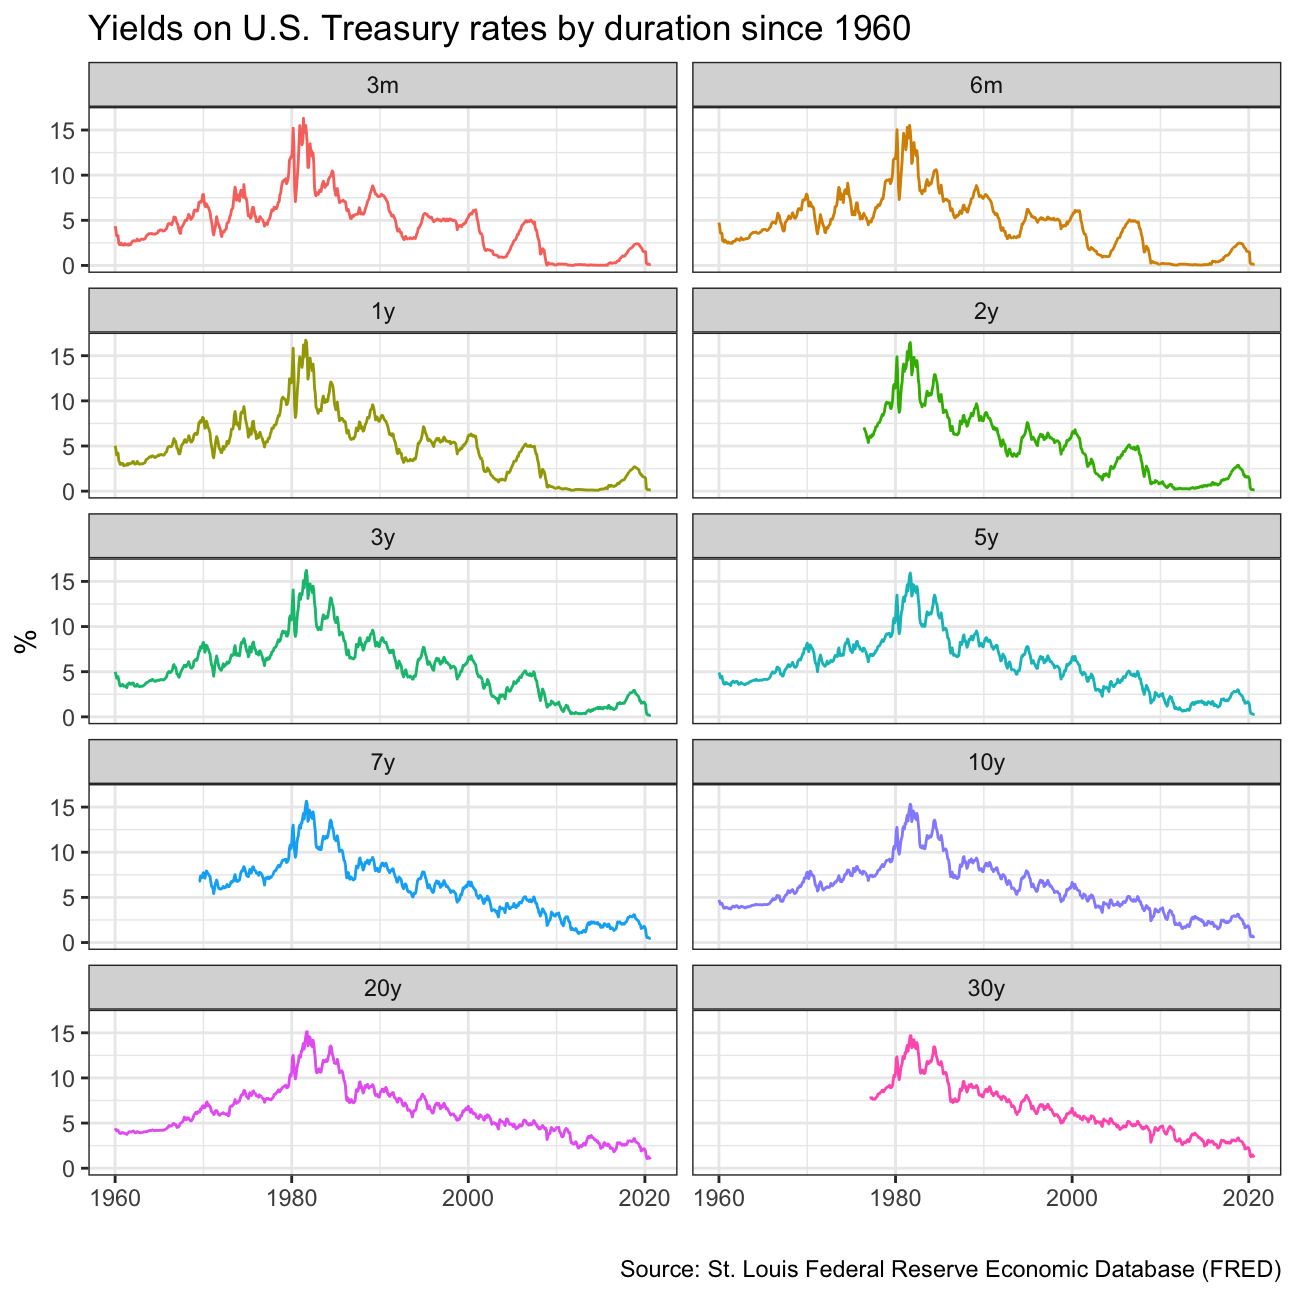 Yields on U.S. Treasury rates by duration since 1960
3m
6m
15
10
5
0
1y
2y
15
10
5
0
3y
5y
15
10
5
0
%
7y
10y
15
10
5
0
20y
30y
15
10
5
0
1960 1980 2000 2020 1960 1980 2000 2020
Source: St. Louis Federal Reserve Economic Database (FRED)